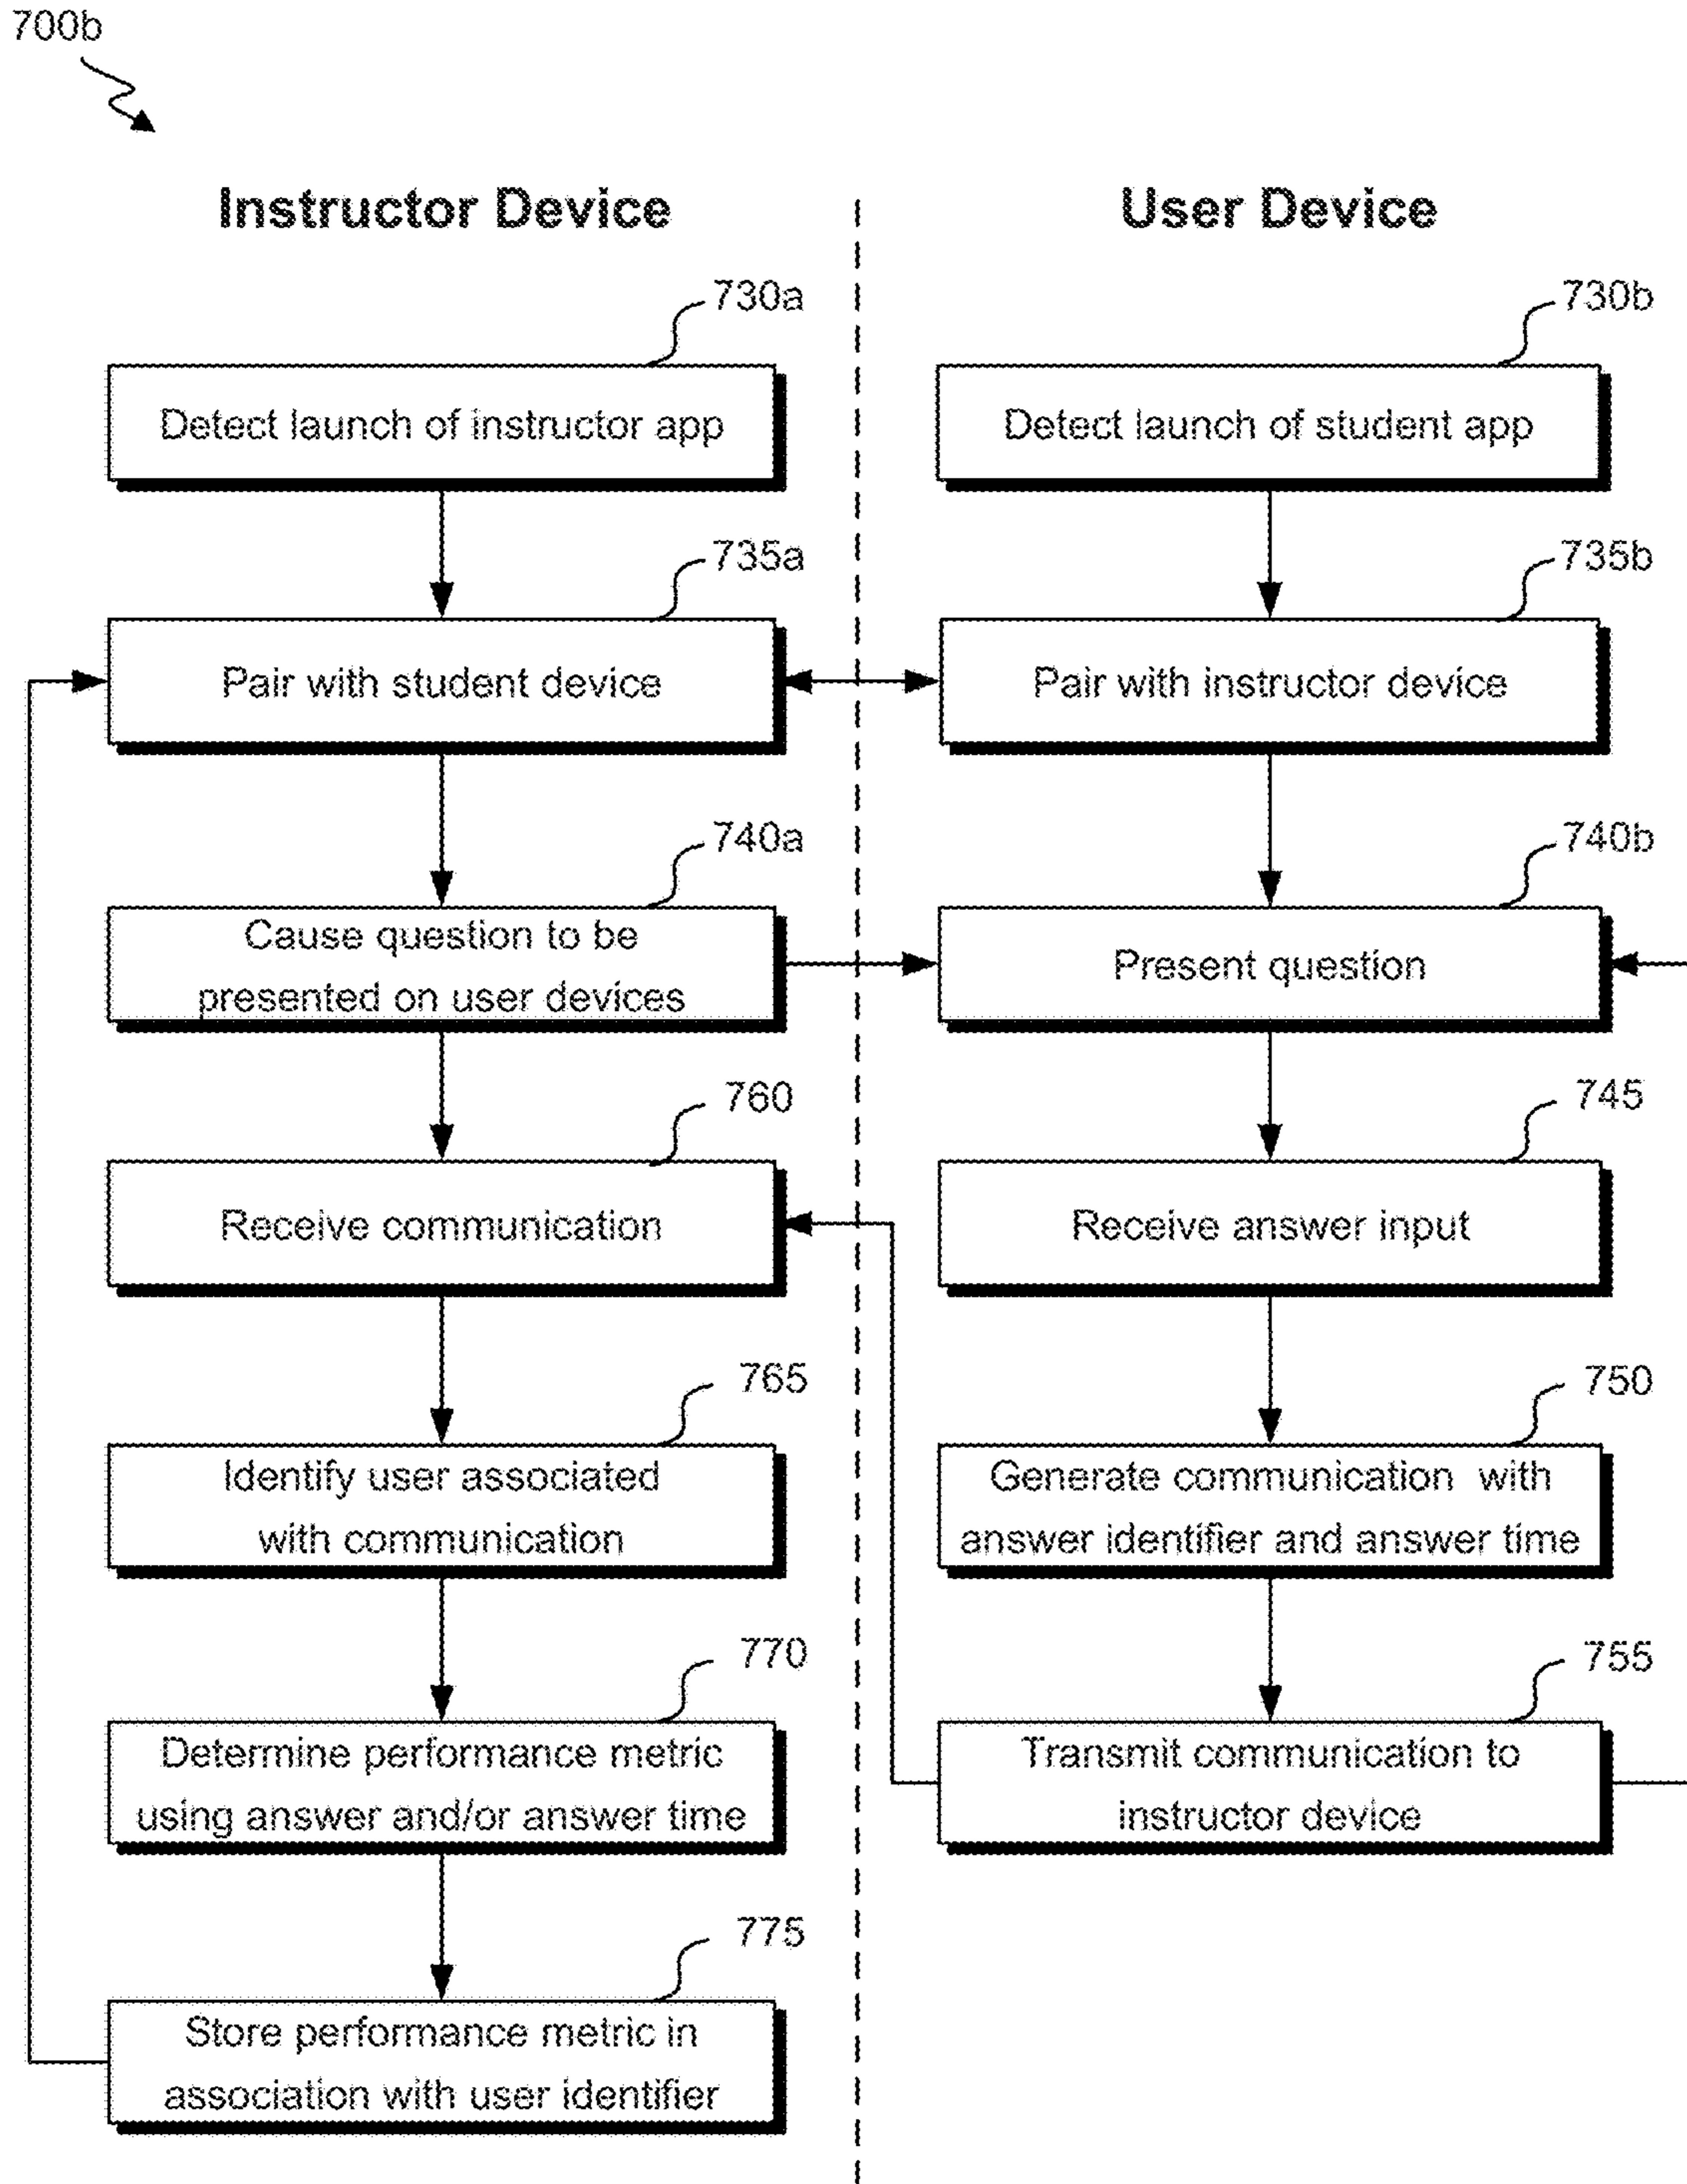 700b
Instructor Device
User Device
730a
730b
Detect launch of instructor app
Detect launch of student app
735a
735b
Pair with student device
Pair with instructor device
740a
740b
Cause question to be
presented on user devices
Present question
760
745
Receive communication
Receive answer input
765
750
Identify user associated
with communication
Generate communication with
answer identifier and answer time
770
755
Determine performance metric
using answer and/or answer time
Transmit communication to
instructor device
775
Store performance metric in
association with user identifier